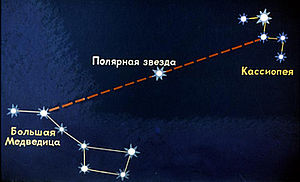 Полярная звезда
Кассиопея
Большая
Медведица